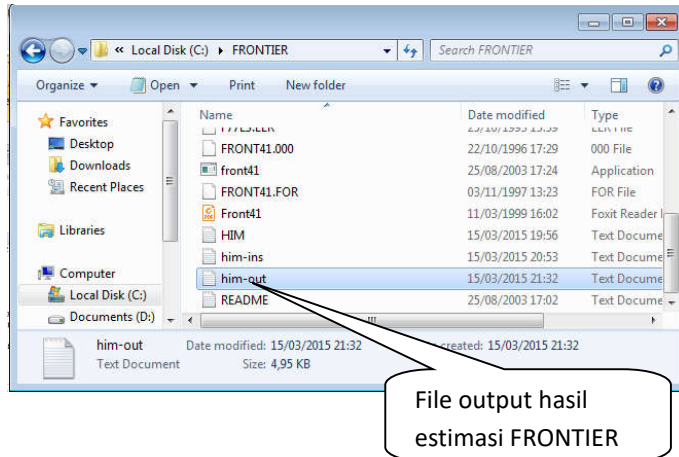 « Local Disk (C:) ▸ FRONTIER
Search FRONTIER
Organize Open Print New folder
Favorites
Desktop
Downloads
Recent Places
Libraries
Computer
Local Disk (C:)
Documents (D:)
Name Date modified Type
FRONT41.000 22/10/1996 17:29 000 File
front41 25/08/2003 17:24 Application
FRONT41.FOR 03/11/1997 13:23 FOR File
Front41 11/03/1999 16:02 Foxit Reader
HIM 15/03/2015 19:56 Text Docume
him-ins 15/03/2015 20:53 Text Docume
him-out 15/03/2015 21:32 Text Docume
README 25/08/2003 17:02 Text Docume
him-out Date modified: 15/03/2015 21:32 created: 15/03/2015 21:32
Text Document Size: 4,95 KB
File output hasil
estimasi FRONTIER